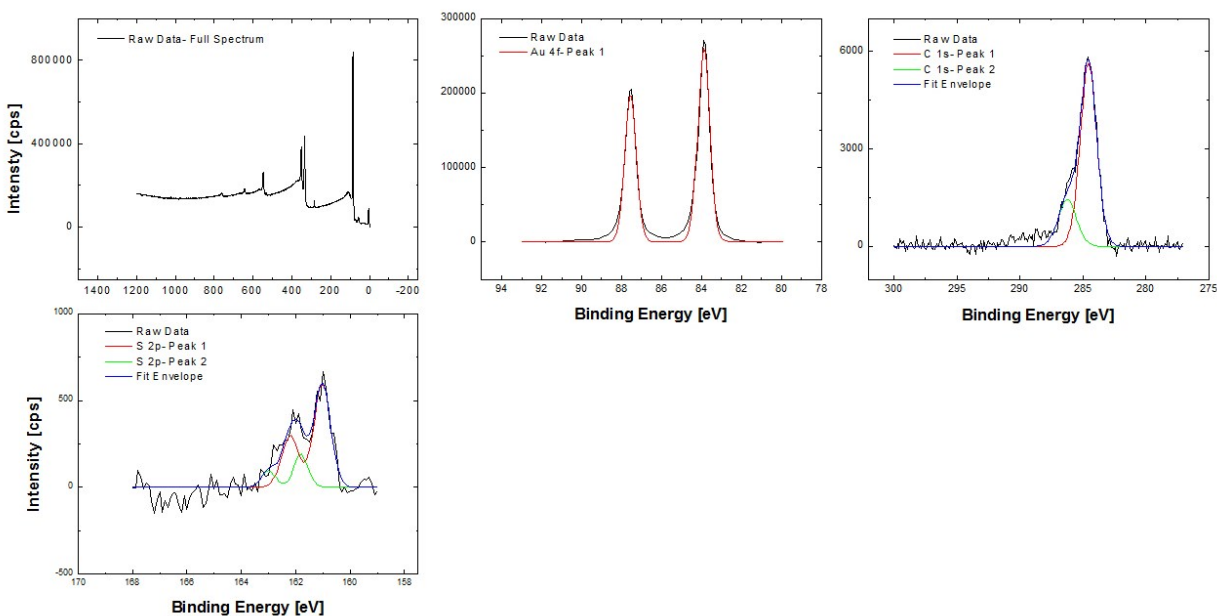 Raw Data- Full Spectrum
Intensty [cps]
800000
400000
0
1400 1200 1000 800 600 400 200 0 -200
Raw Data
Au 4f- Peak 1
300000
250000
200000
150000
100000
50000
0
-50000
94 92 90 88 86 84 82 80 78
Binding Energy [eV]
Raw Data
C 1s- Peak 1
C 1s- Peak 2
Fit Envelope
6000
3000
0
300 295 290 285 280 275
Binding Energy [eV]
Raw Data
S 2p- Peak 1
S 2p- Peak 2
Fit Envelope
Intensity [cps]
1000
500
0
-500
170 168 166 164 162 160 158
Binding Energy [eV]